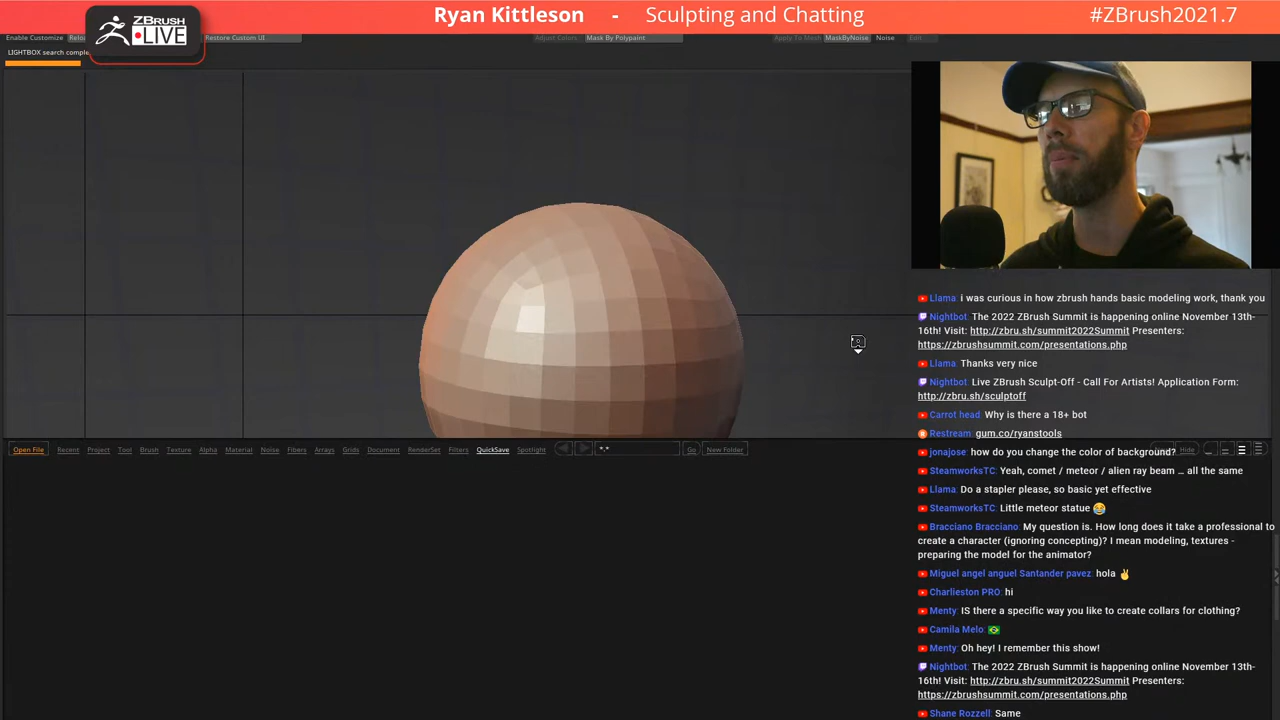 Ryan Kittleson - Sculpting and Chatting #ZBrush2021.7
ZBRUSH
LIVE
Enable Customize Reloa Restore Custom UI Adjust Colors Mask By Polypaint Apply To Mesh MaskByNoise Noise Edit
LIGHTBOX search comple
Llama i was curious in how zbrush hands basic modeling work, thank you
Nightbot: The 2022 ZBrush Summit is happening online November 13th-
16th! Visit: http://zbru.sh/summit2022Summit Presenters:
https://zbrushsummit.com/presentations.php
Llama: Thanks very nice
Nightbot: Live ZBrush Sculpt-Off - Call For Artists! Application Form:
http://zbru.sh/sculptoff
Carrot head: Why is there a 18+ bot
Restream: gum.co/ryanstools
Open File Recent Project Tool Brush Texture Alpha Material Noise Fibers Arrays Grids Document RenderSet Filters QuickSave Spotlight *.* Go New Folder Hide
jonajose: how do you change the color of background?
SteamworksTC: Yeah, comet / meteor / alien ray beam … all the same
Llama: Do a stapler please, so basic yet effective
SteamworksTC: Little meteor statue 😂
Bracciano Bracciano: My question is. How long does it take a professional to
create a character (ignoring concepting)? I mean modeling, textures -
preparing the model for the animator?
Miguel angel anguel Santander pavez: hola ✌
Charlieston PRO: hi
Menty: IS there a specific way you like to create collars for clothing?
Camila Melo: 🇧🇷
Menty: Oh hey! I remember this show!
Nightbot: The 2022 ZBrush Summit is happening online November 13th-
16th! Visit: http://zbru.sh/summit2022Summit Presenters:
https://zbrushsummit.com/presentations.php
Shane Rozzell: Same